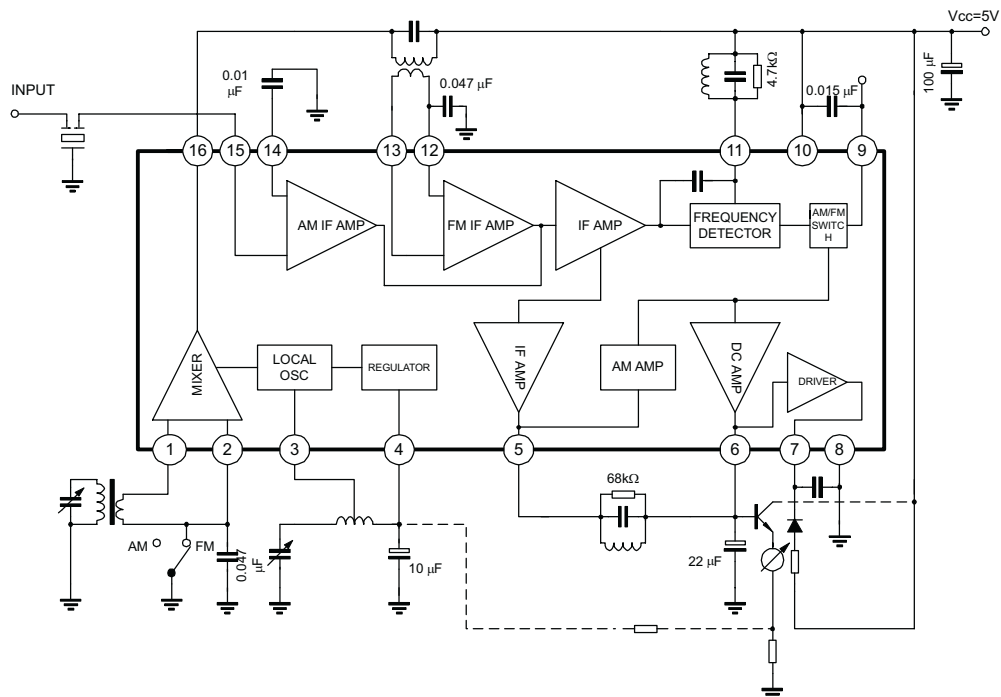 Vcc=5V
INPUT
0.01
μF
0.047 μF
4.7kΩ
100 μF
0.015 μF
16
15
14
13
12
11
10
9
AM IF AMP
FM IF AMP
IF AMP
FREQUENCY
DETECTOR
AM/FM
SWITC
H
MIXER
LOCAL
OSC
REGULATOR
IF AMP
AM AMP
DC AMP
DRIVER
1
2
3
4
5
6
7
8
AM
FM
0.047
μF
10 μF
68kΩ
22 μF